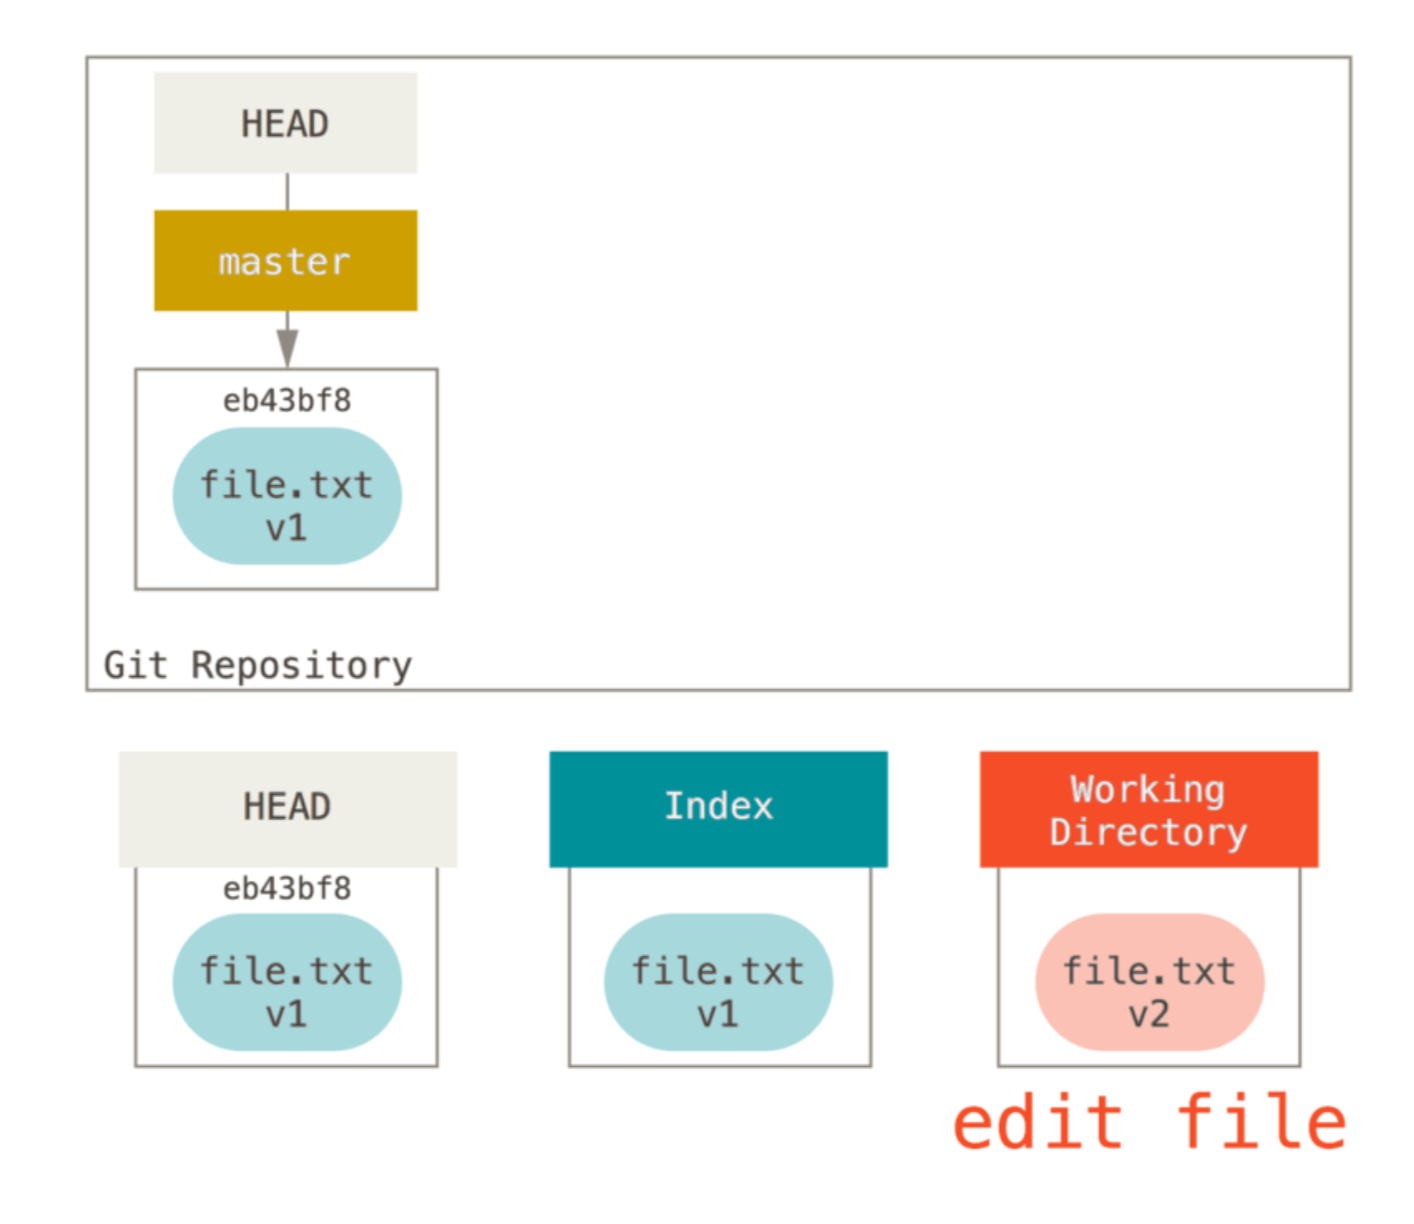 HEAD
master
eb43bf8
file.txt
v1
Git Repository
HEAD
eb43bf8
file.txt
v1
Index
file.txt
v1
Working
Directory
file.txt
v2
edit file